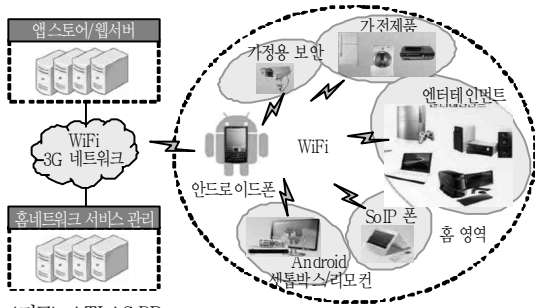 앱 스토어/웹서버
가전제품
가정용 보안
엔터테인먼트
WiFi
3G 네트워크
WiFi
안드로이드폰
홈네트워크 서비스 관리
SoIP 폰
홈 영역
Android
셋톱박스/리모컨